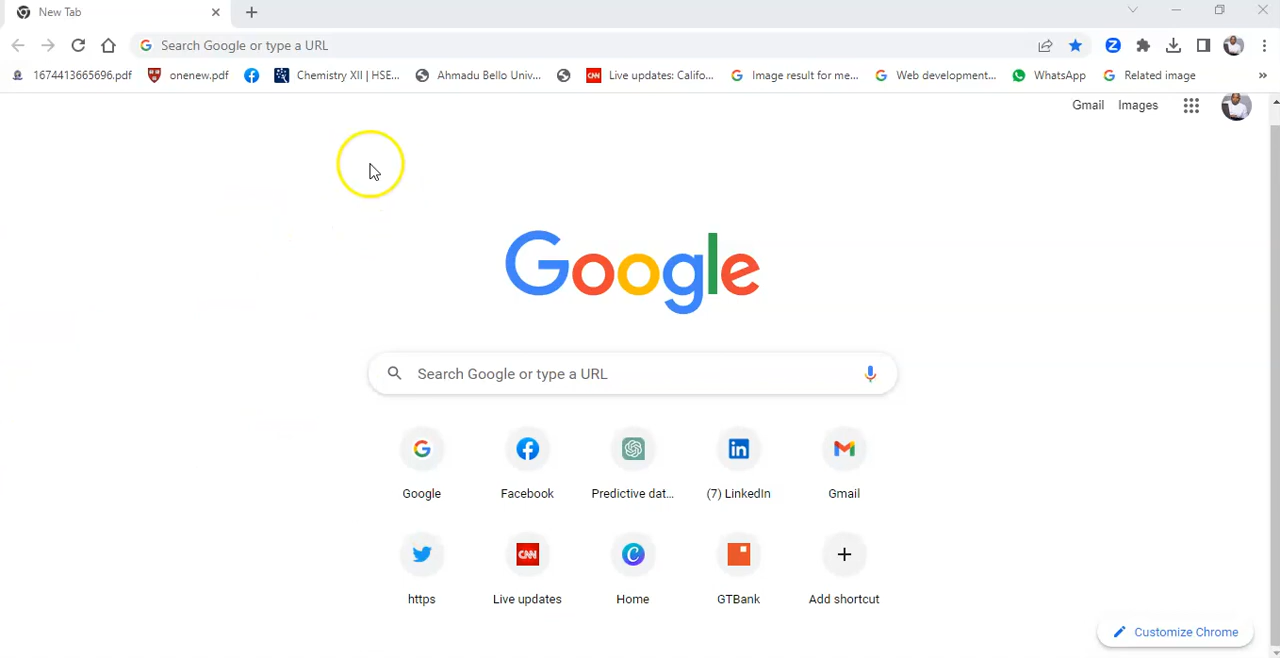 New Tab
Search Google or type a URL
1674413665696.pdf onenew.pdf Chemistry XII | HSE... Ahmadu Bello Univ... CNN Live updates: Califo... Image result for me... Web development... WhatsApp Related image »
Gmail Images
Google
Search Google or type a URL
Google Facebook Predictive dat... (7) LinkedIn Gmail
CNN
https Live updates Home GTBank Add shortcut
Customize Chrome